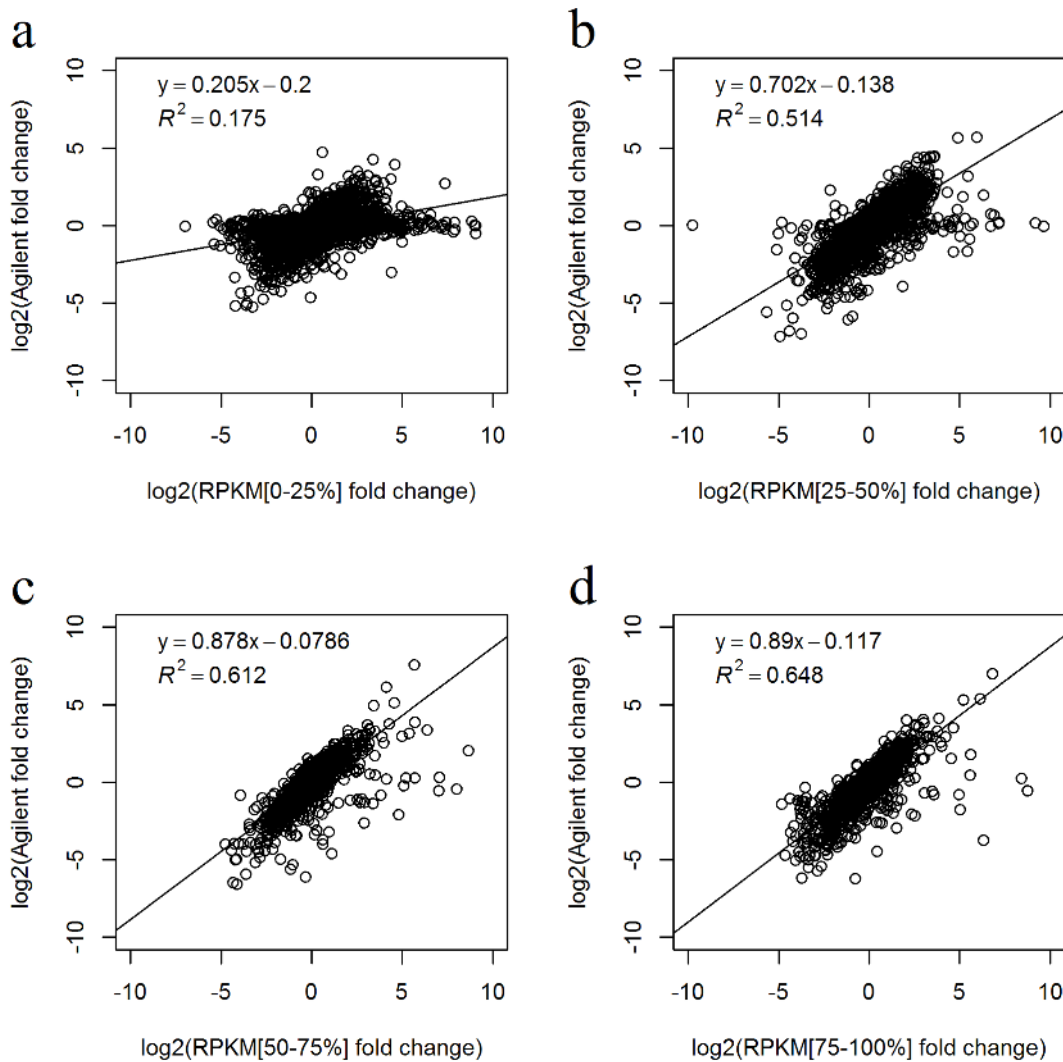 a
y = 0.205x − 0.2
R² = 0.175
log2(Agilent fold change)
10
5
0
-5
-10
-10 -5 0 5 10
log2(RPKM[0-25%] fold change)
b
y = 0.702x − 0.138
R² = 0.514
log2(Agilent fold change)
10
5
0
-5
-10
-10 -5 0 5 10
log2(RPKM[25-50%] fold change)
c
y = 0.878x − 0.0786
R² = 0.612
log2(Agilent fold change)
10
5
0
-5
-10
-10 -5 0 5 10
log2(RPKM[50-75%] fold change)
d
y = 0.89x − 0.117
R² = 0.648
log2(Agilent fold change)
10
5
0
-5
-10
-10 -5 0 5 10
log2(RPKM[75-100%] fold change)